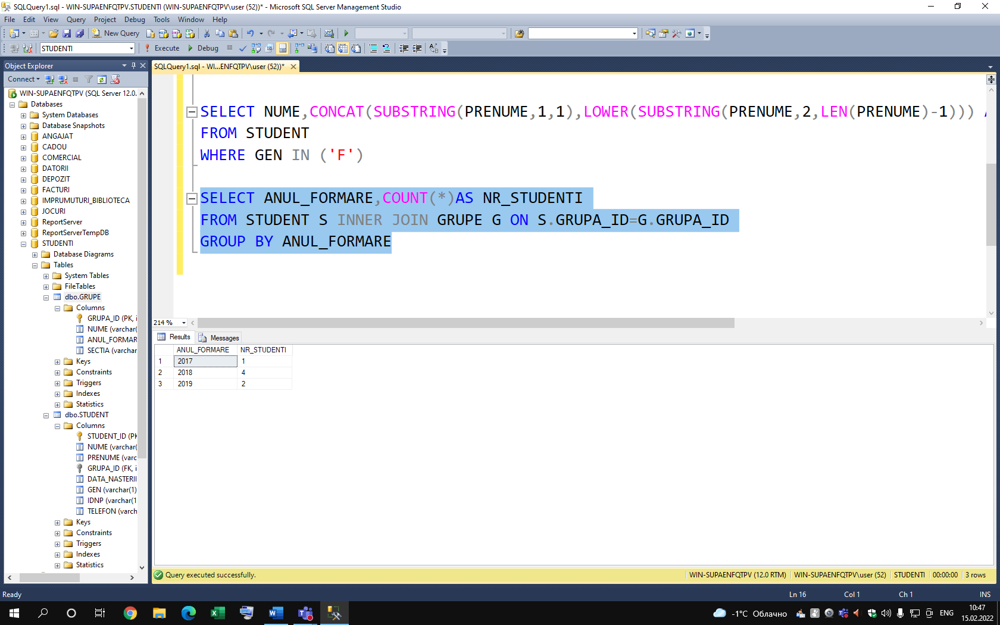 SQLQuery1.sql - WIN-SUPAENFQTPV.STUDENTI (WIN-SUPAENFQTPV\user (52))* - Microsoft SQL Server Management Studio
File Edit View Query Project Debug Tools Window Help
New Query
STUDENTI Execute Debug
Object Explorer
Connect
WIN-SUPAENFQTPV (SQL Server 12.0.
Databases
System Databases
Database Snapshots
ANGAJAT
CADOU
COMERCIAL
DATORII
DEPOZIT
FACTURI
IMPRUMUTURI_BIBLIOTECA
JOCURI
ReportServer
ReportServerTempDB
STUDENTI
Database Diagrams
Tables
System Tables
FileTables
dbo.GRUPE
Columns
GRUPA_ID (PK, i
NUME (varchar(
ANUL_FORMAR
SECTIA (varchar
Keys
Constraints
Triggers
Indexes
Statistics
dbo.STUDENT
Columns
STUDENT_ID (PK
NUME (varchar(
PRENUME (varc
GRUPA_ID (FK, i
DATA_NASTERII
GEN (varchar(1)
IDNP (varchar(1
TELEFON (varch
Keys
Constraints
Triggers
Indexes
Statistics
SQLQuery1.sql - WI...ENFQTPV\user (52))*
SELECT NUME,CONCAT(SUBSTRING(PRENUME,1,1),LOWER(SUBSTRING(PRENUME,2,LEN(PRENUME)-1)))
FROM STUDENT
WHERE GEN IN ('F')
SELECT ANUL_FORMARE,COUNT(*)AS NR_STUDENTI
FROM STUDENT S INNER JOIN GRUPE G ON S.GRUPA_ID=G.GRUPA_ID
GROUP BY ANUL_FORMARE
214 %
Results Messages
ANUL_FORMARE NR_STUDENTI
1 2017 1
2 2018 4
3 2019 2
Query executed successfully. WIN-SUPAENFQTPV (12.0 RTM) WIN-SUPAENFQTPV\user (52) STUDENTI 00:00:00 3 rows
Ready Ln 16 Col 1 Ch 1 INS
-1°C Облачно ENG 10:47
15.02.2022